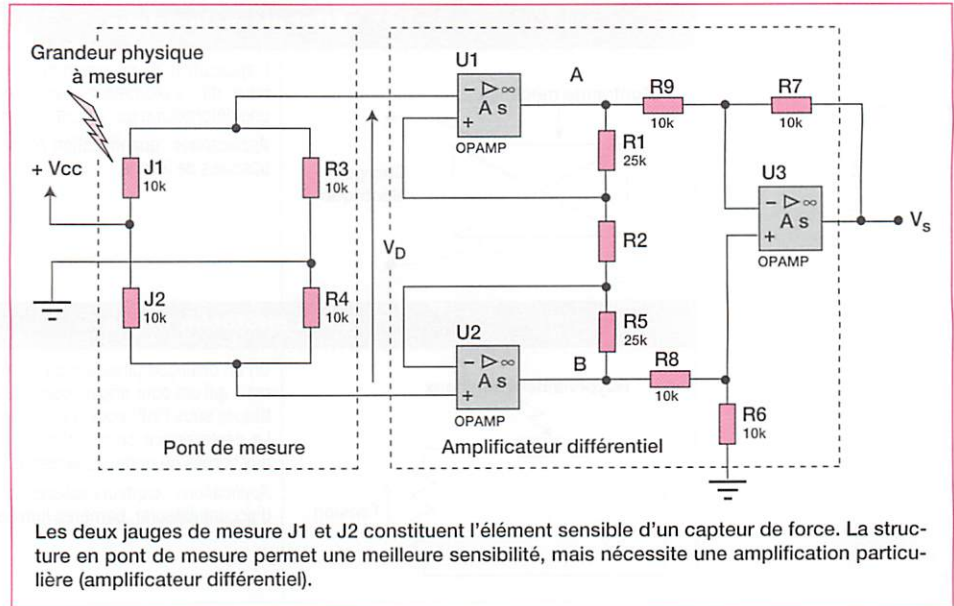 Grandeur physique
à mesurer
+ Vcc
J1
10k
R3
10k
J2
10k
R4
10k
Pont de mesure
V_D
U1
- ▷ ∞
A s
+
OPAMP
A
R9
10k
R7
10k
R1
25k
R2
R5
25k
U2
- ▷ ∞
A s
+
OPAMP
B
R8
10k
R6
10k
U3
- ▷ ∞
A s
+
OPAMP
V_s
Amplificateur différentiel
Les deux jauges de mesure J1 et J2 constituent l'élément sensible d'un capteur de force. La struc-
ture en pont de mesure permet une meilleure sensibilité, mais nécessite une amplification particu-
lière (amplificateur différentiel).